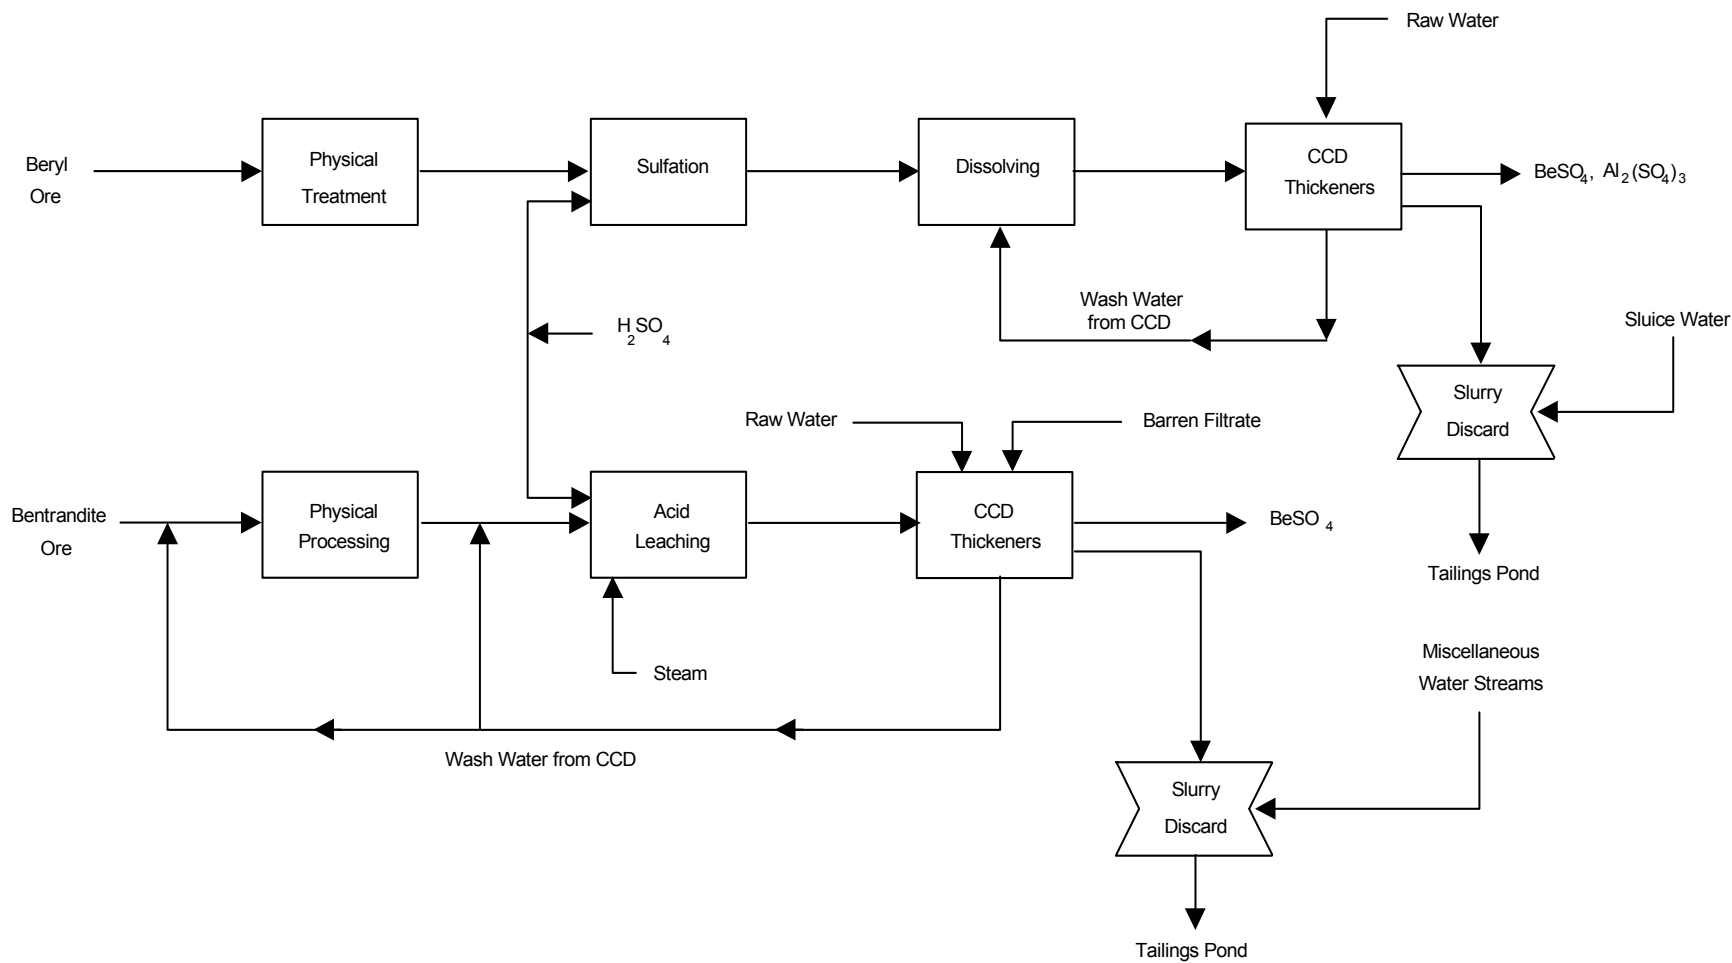 Raw Water
Beryl
Ore
Physical
Treatment
Sulfation
Dissolving
CCD
Thickeners
BeSO4, Al2(SO4)3
Wash Water
from CCD
H2SO4
Sluice Water
Slurry
Discard
Tailings Pond
Raw Water
Barren Filtrate
Bentrandite
Ore
Physical
Processing
Acid
Leaching
CCD
Thickeners
BeSO4
Steam
Wash Water from CCD
Miscellaneous
Water Streams
Slurry
Discard
Tailings Pond